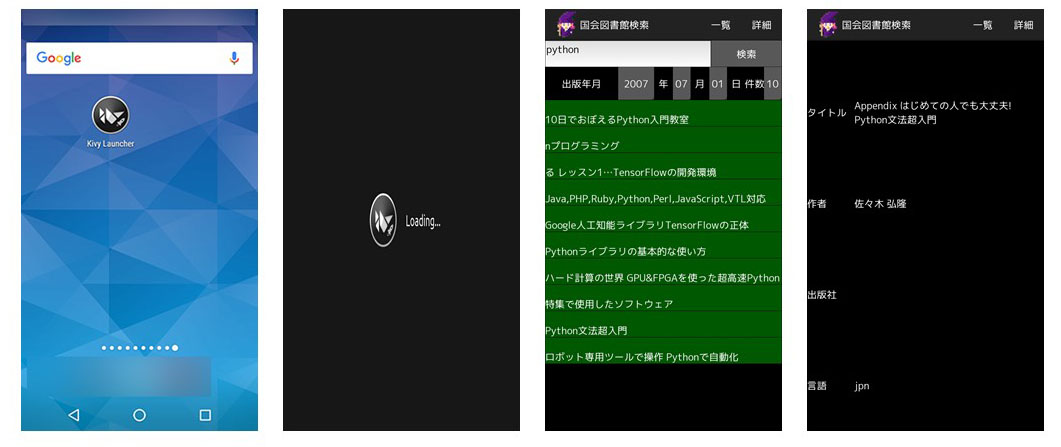 Google
Kivy Launcher
Loading...
国会図書館検索 一覧 詳細
python 検索
出版年月 2007 年 07 月 01 日 件数 10
10日でおぼえるPython入門教室
nプログラミング
る レッスン1…TensorFlowの開発環境
Java,PHP,Ruby,Python,Perl,JavaScript,VTL対応
Google人工知能ライブラリTensorFlowの正体
Pythonライブラリの基本的な使い方
ハード計算の世界 GPU&FPGAを使った超高速Python
特集で使用したソフトウェア
Python文法超入門
ロボット専用ツールで操作 Pythonで自動化
国会図書館検索 一覧 詳細
タイトル Appendix はじめての人でも大丈夫!
Python文法超入門
作者 佐々木 弘隆
出版社
言語 jpn